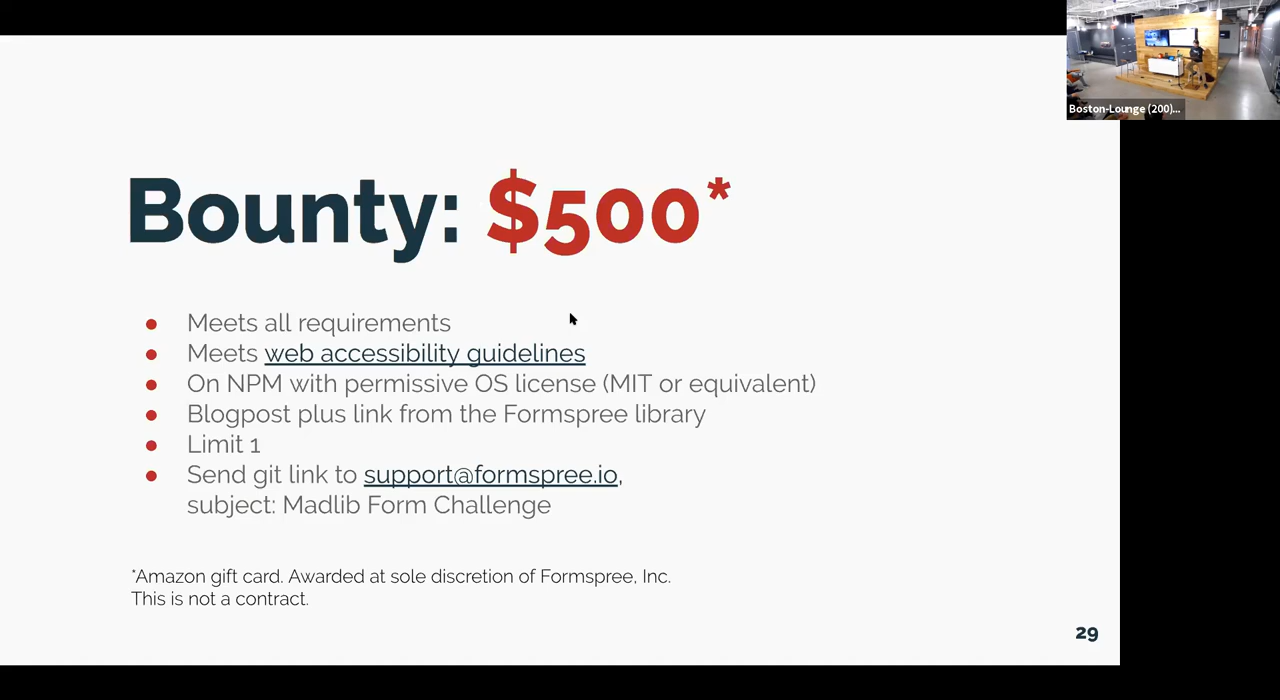 Boston-Lounge (200)...
Bounty: $500*
● Meets all requirements
● Meets web accessibility guidelines
● On NPM with permissive OS license (MIT or equivalent)
● Blogpost plus link from the Formspree library
● Limit 1
● Send git link to support@formspree.io,
subject: Madlib Form Challenge
*Amazon gift card. Awarded at sole discretion of Formspree, Inc.
This is not a contract.
29